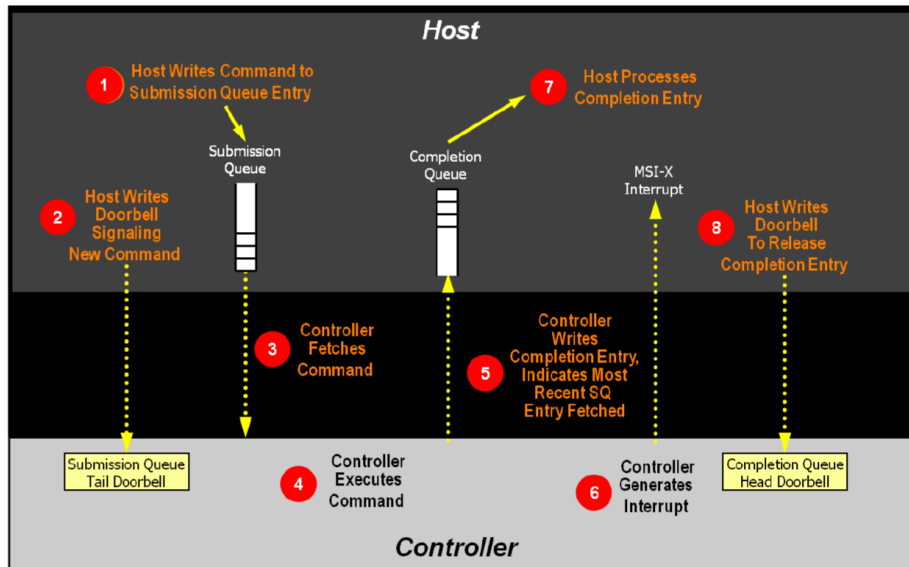 Host
1
Host Writes Command to
Submission Queue Entry
7
Host Processes
Completion Entry
Submission
Queue
Completion
Queue
MSI-X
Interrupt
2
Host Writes
Doorbell
Signaling
New Command
8
Host Writes
Doorbell
To Release
Completion Entry
3
Controller
Fetches
Command
5
Controller
Writes
Completion Entry,
Indicates Most
Recent SQ
Entry Fetched
Submission Queue
Tail Doorbell
4
Controller
Executes
Command
6
Controller
Generates
Interrupt
Completion Queue
Head Doorbell
Controller